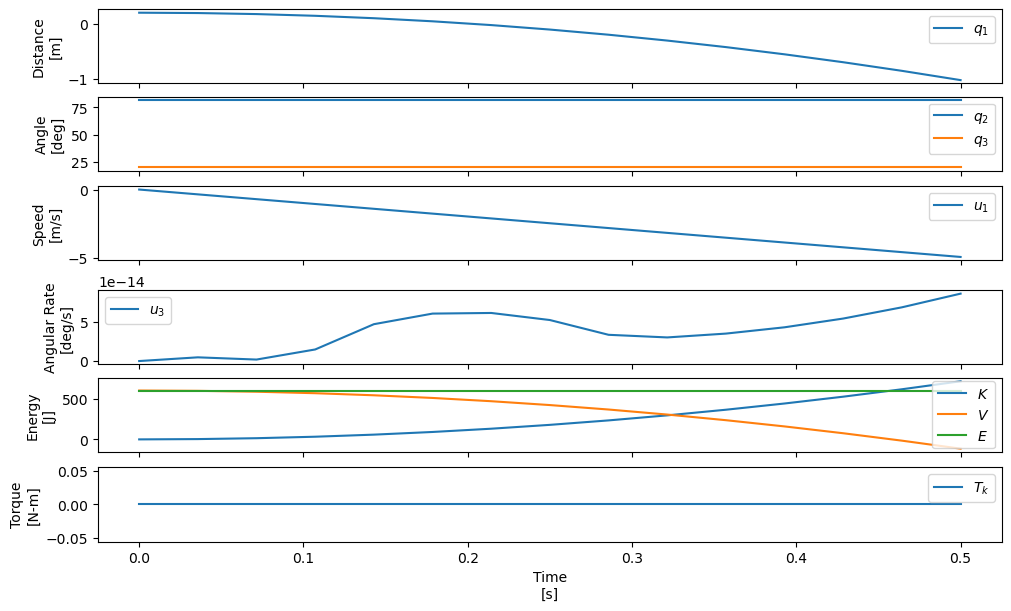 0
−1
Distance
[m]
q₁
75
50
25
Angle
[deg]
q₂
q₃
0
−5
Speed
[m/s]
u₁
1e−14
5
0
Angular Rate
[deg/s]
u₃
500
0
Energy
[J]
K
V
E
0.05
0.00
−0.05
Torque
[N-m]
Tₖ
0.0 0.1 0.2 0.3 0.4 0.5
Time
[s]